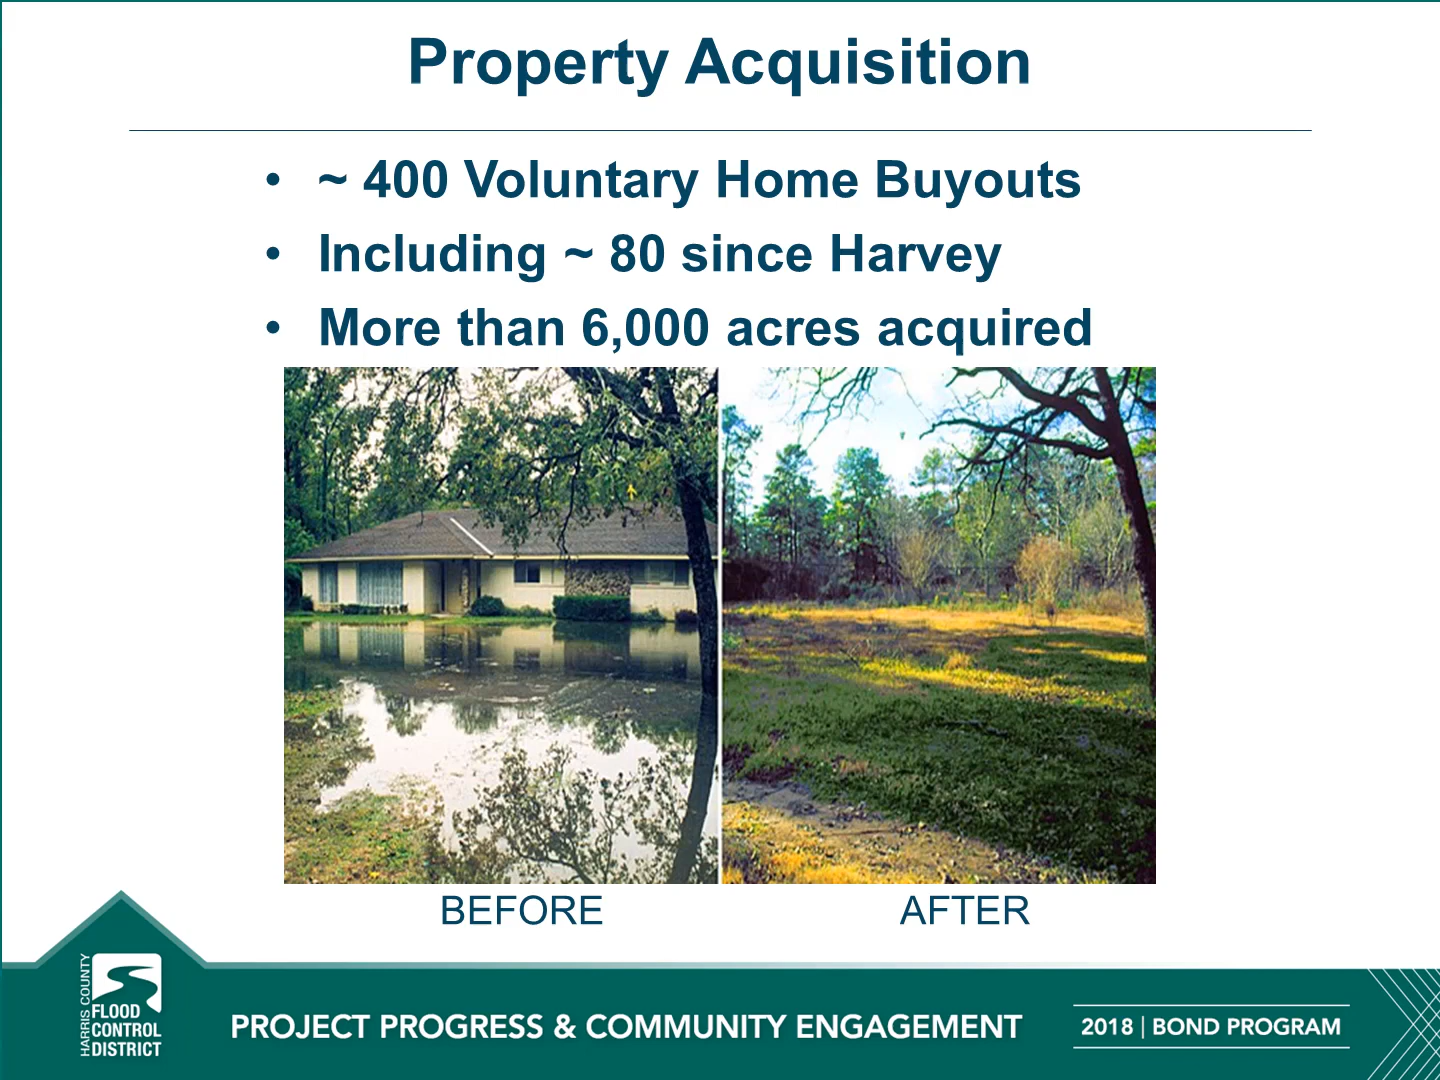 Property Acquisition
• ~ 400 Voluntary Home Buyouts
• Including ~ 80 since Harvey
• More than 6,000 acres acquired
BEFORE AFTER
HARRIS COUNTY
FLOOD
CONTROL
DISTRICT
PROJECT PROGRESS & COMMUNITY ENGAGEMENT
2018 | BOND PROGRAM